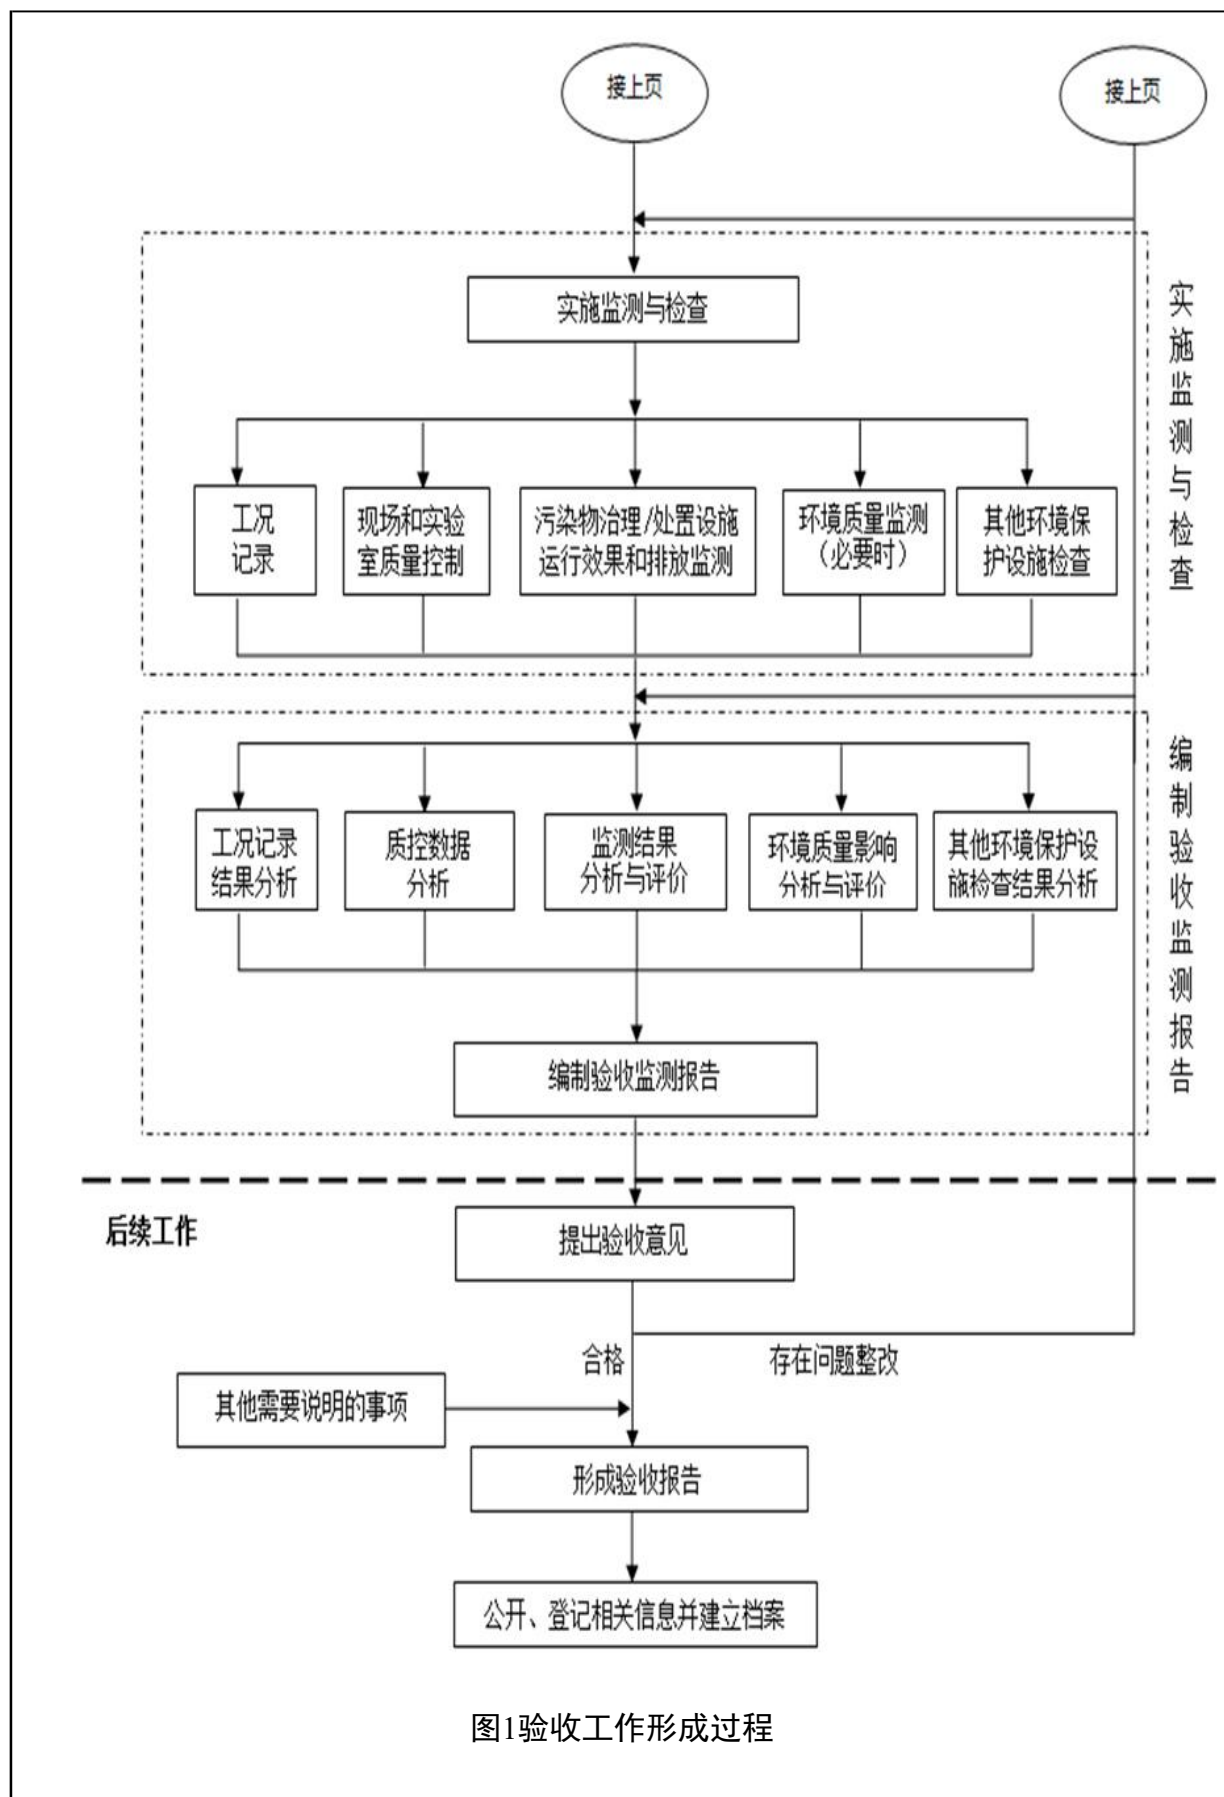 接上页
接上页
实施监测与检查
实施监测与检查
工况
记录
现场和实验
室质量控制
污染物治理/处置设施
运行效果和排放监测
环境质量监测
（必要时）
其他环境保
护设施检查
编制验收监测报告
工况记录
结果分析
质控数据
分析
监测结果
分析与评价
环境质量影响
分析与评价
其他环境保护设
施检查结果分析
编制验收监测报告
后续工作
提出验收意见
合格
存在问题整改
其他需要说明的事项
形成验收报告
公开、登记相关信息并建立档案
图1验收工作形成过程